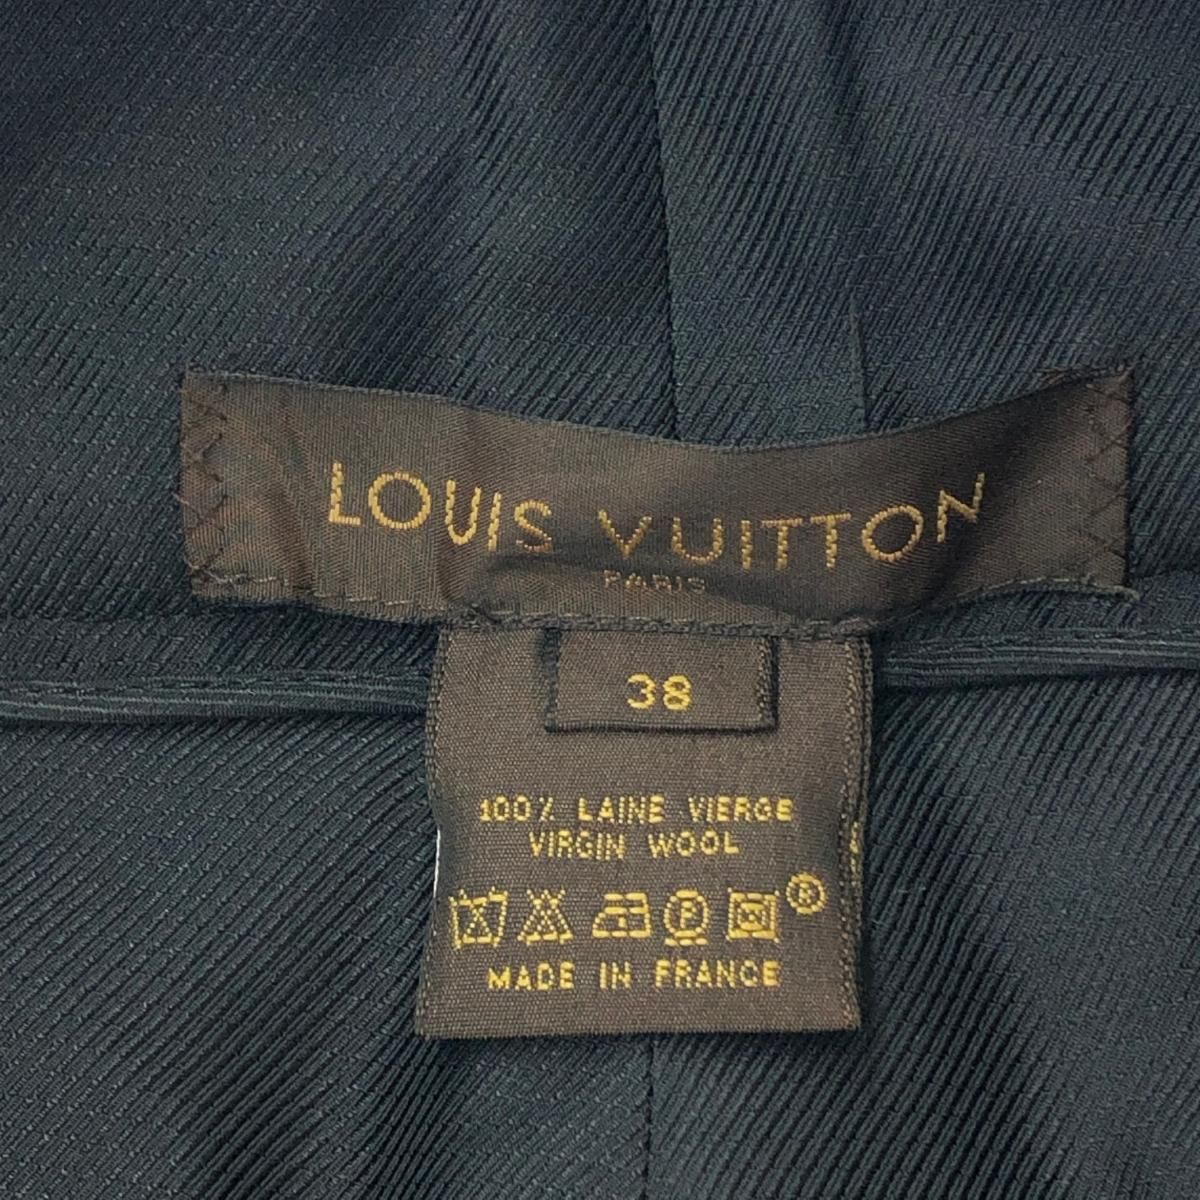 LOUIS VUITTON
PARIS
38
100% LAINE VIERGE
VIRGIN WOOL
P ®
MADE IN FRANCE